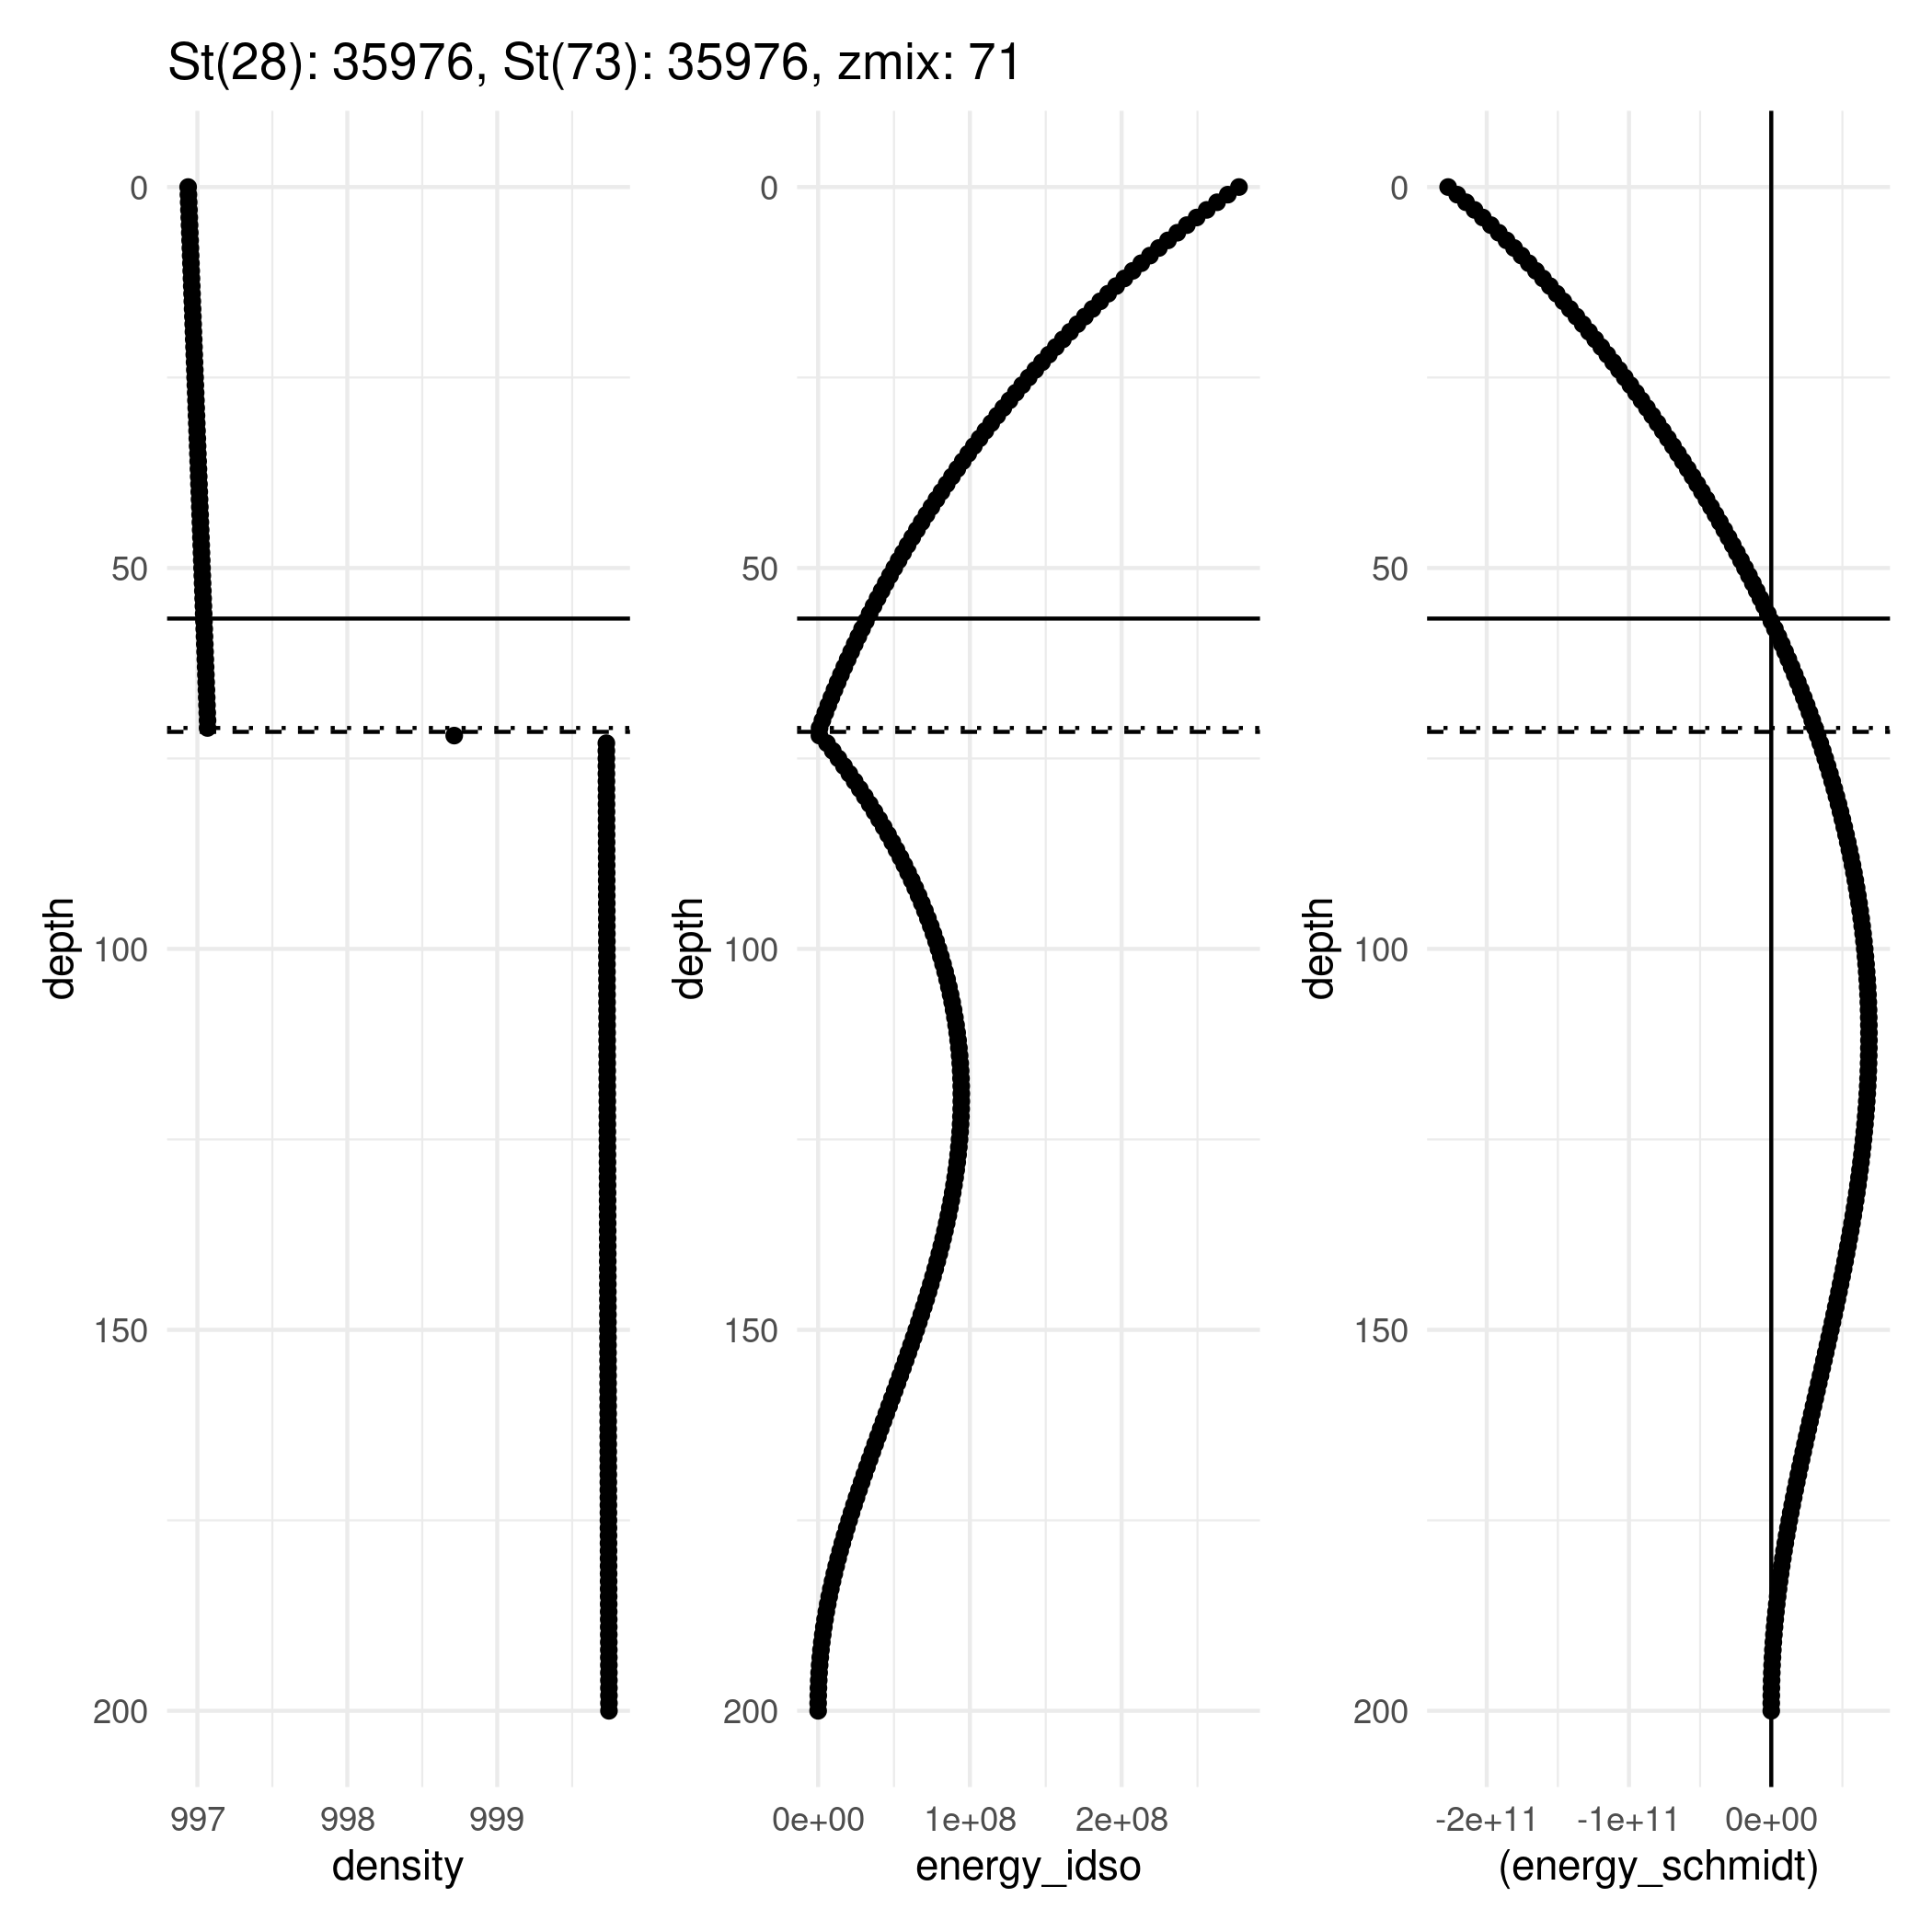 St(28): 35976, St(73): 35976, zmix: 71
0
50
100
150
200
depth
997
998
999
density
0
50
100
150
200
depth
0e+00
1e+08
2e+08
energy_idso
0
50
100
150
200
depth
-2e+11
-1e+11
0e+00
(energy_schmidt)